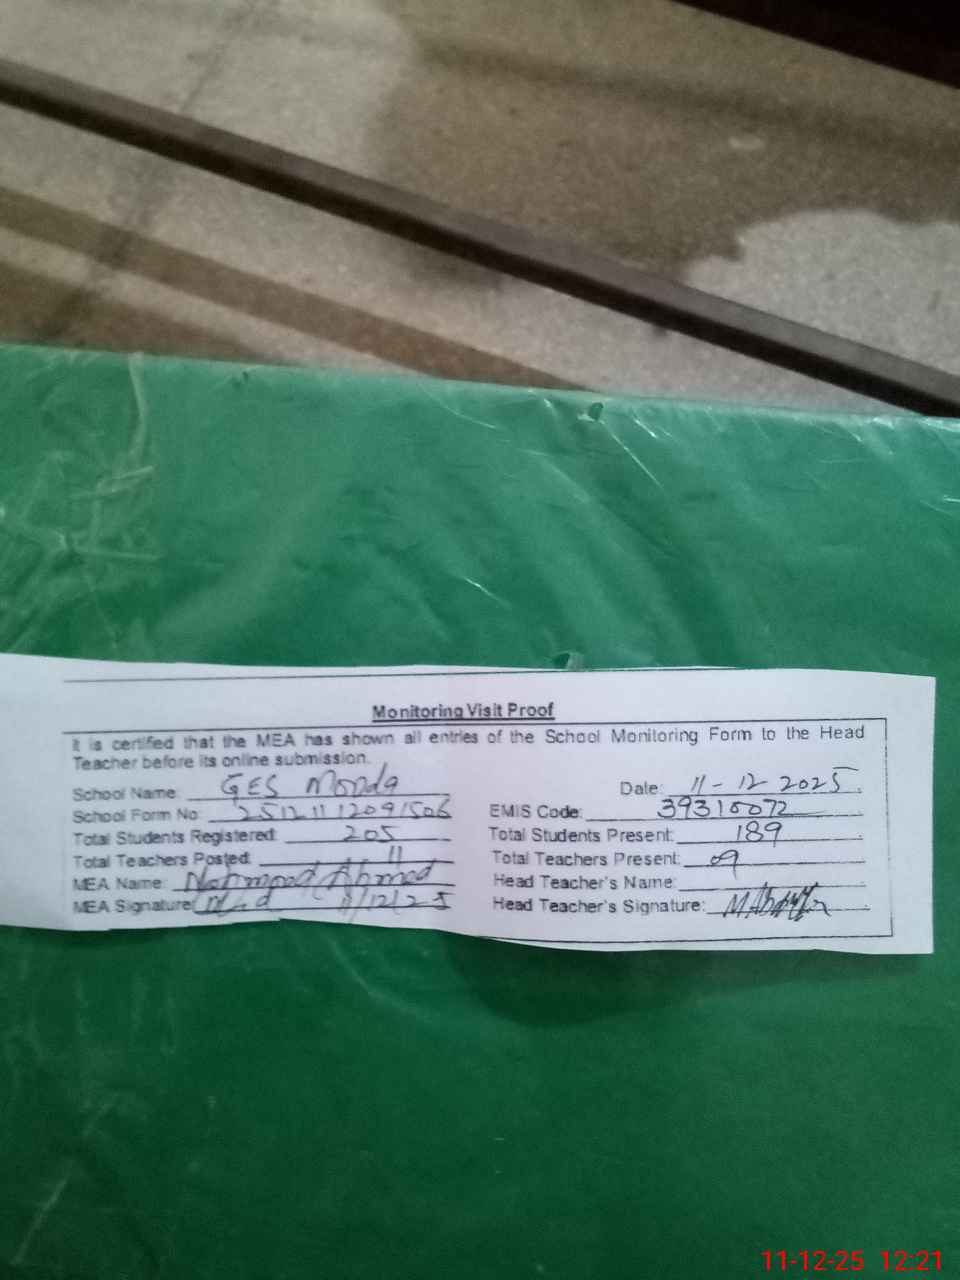 Monitoring Visit Proof
It is certified that the MEA has shown all entries of the School Monitoring Form to the Head
Teacher before its online submission.
School Name: GES Monda
Date: 11-12 2025
School Form No: 25121112091506
EMIS Code: 39310072
Total Students Registered: 205
Total Students Present: 189
Total Teachers Posted: 11
Total Teachers Present: 09
MEA Name: Ahmed
Head Teacher's Name:
MEA Signature 11/12/25
Head Teacher's Signature:
11-12-25 12:21